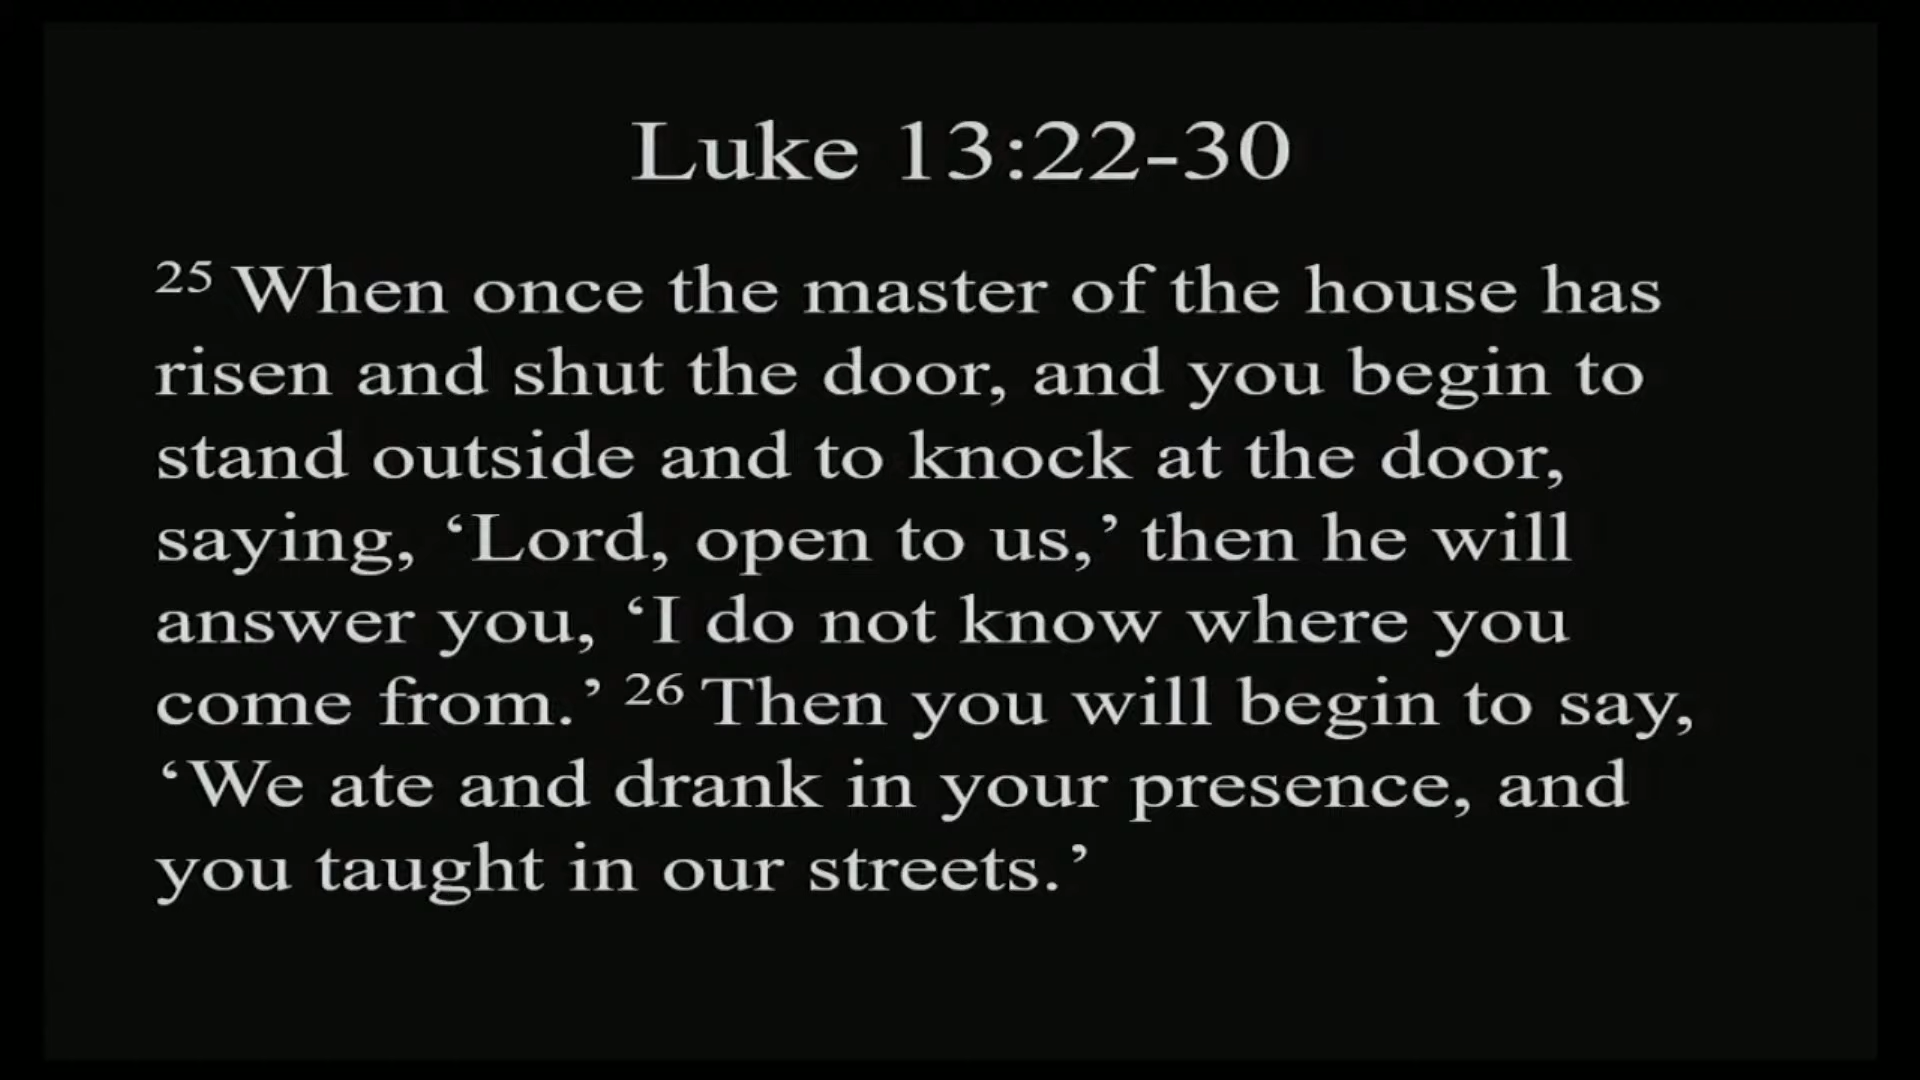 Luke 13:22-30
25 When once the master of the house has
risen and shut the door, and you begin to
stand outside and to knock at the door,
saying, ‘Lord, open to us,’ then he will
answer you, ‘I do not know where you
come from.’ 26 Then you will begin to say,
‘We ate and drank in your presence, and
you taught in our streets.’